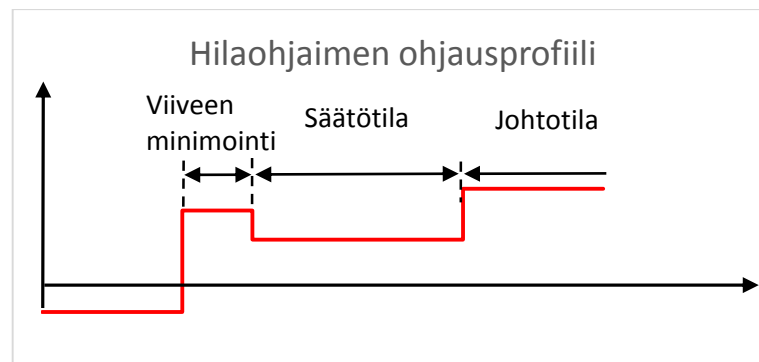 Hilaohjaimen ohjausprofiili
Viiveen
minimointi
Säätötila
Johtotila